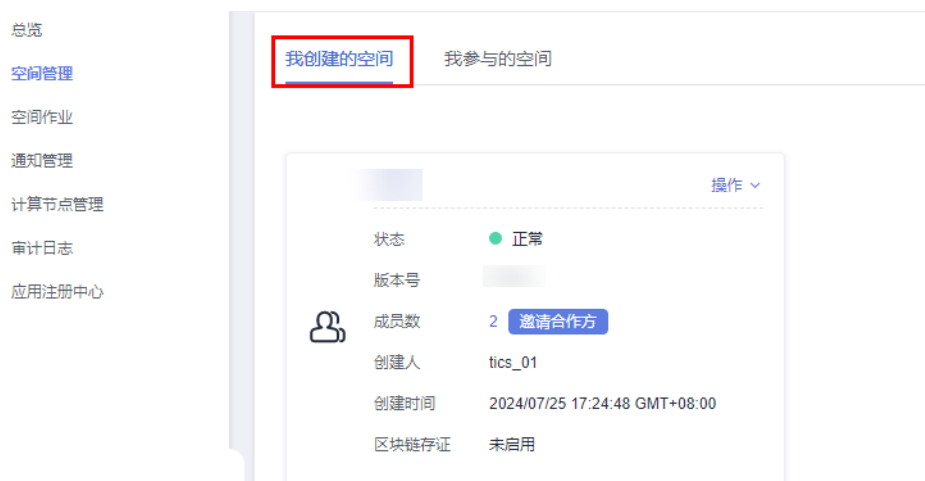 总览
空间管理
空间作业
通知管理
计算节点管理
审计日志
应用注册中心
我创建的空间 我参与的空间
操作
状态 正常
版本号
成员数 2 邀请合作方
创建人 tics_01
创建时间 2024/07/25 17:24:48 GMT+08:00
区块链存证 未启用